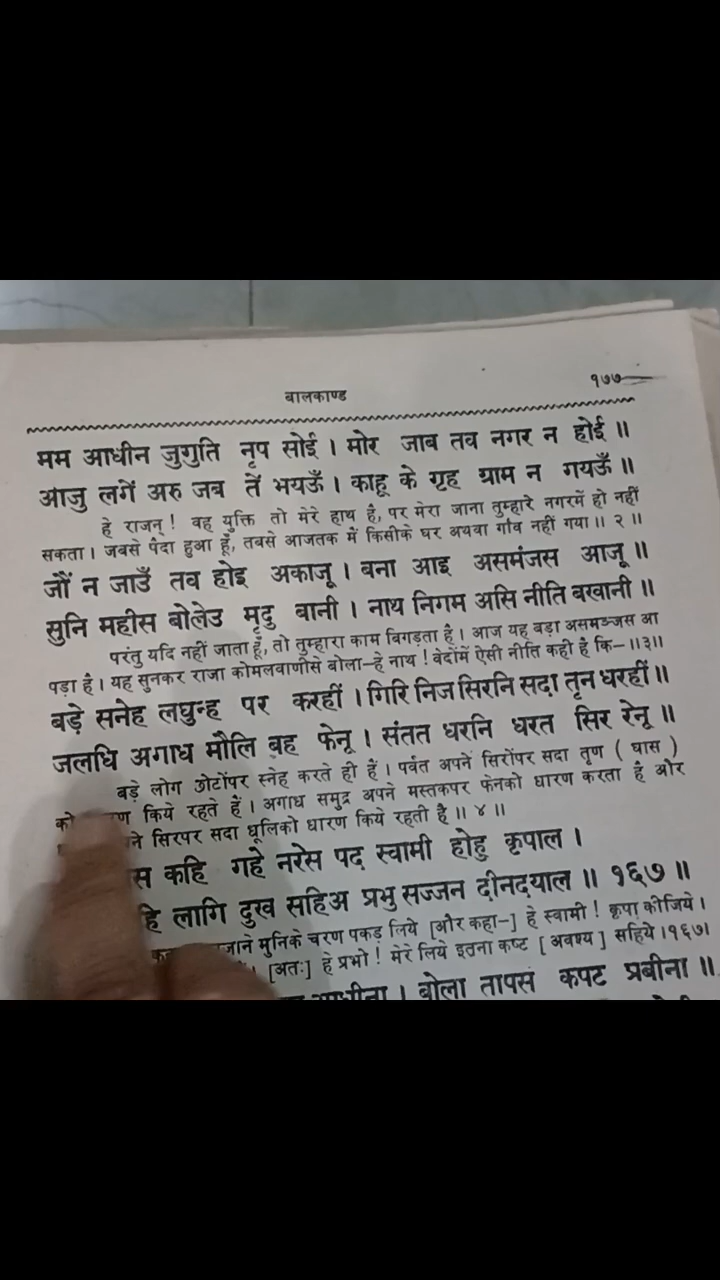 बालकाण्ड
१७७
मम आधीन जुगुति नृप सोई । मोर जाब तव नगर न होई ॥
आजु लगें अरु जब तें भयऊँ । काहू के गृह ग्राम न गयऊँ ॥
हे राजन् ! वह युक्ति तो मेरे हाथ है, पर मेरा जाना तुम्हारे नगरमें हो नहीं
सकता । जबसे पैदा हुआ हूँ, तबसे आजतक मैं किसीके घर अथवा गाँव नहीं गया ॥ २ ॥
जौं न जाउँ तव होइ अकाजू । बना आइ असमंजस आजू ॥
सुनि महीस बोलेउ मृदु बानी । नाथ निगम असि नीति बखानी ॥
परंतु यदि नहीं जाता हूँ, तो तुम्हारा काम बिगड़ता है । आज यह बड़ा असमञ्जस आ
पड़ा है । यह सुनकर राजा कोमलवाणीसे बोला-हे नाथ ! वेदोंमें ऐसी नीति कही है कि-॥३॥
बड़े सनेह लघुन्ह पर करहीं । गिरि निज सिरनि सदा तृन धरहीं ॥
जलधि अगाध मौलि बह फेनू । संतत धरनि धरत सिर रेनू ॥
बड़े लोग छोटोंपर स्नेह करते ही हैं । पर्वत अपने सिरोंपर सदा तृण ( घास )
को किये रहते हैं । अगाध समुद्र अपने मस्तकपर फेनको धारण करता है और
सिरपर सदा धूलिको धारण किये रहती है ॥ ४ ॥
कहि गहे नरेस पद स्वामी होहु कृपाल ।
लागि दुख सहिअ प्रभु सज्जन दीनदयाल ॥ १६७ ॥
मुनिके चरण पकड़ लिये [और कहा-] हे स्वामी ! कृपा कीजिये ।
[अतः] हे प्रभो ! मेरे लिये इतना कष्ट [ अवश्य ] सहिये ।१६७।
आधीना । बोला तापस कपट प्रबीना ॥